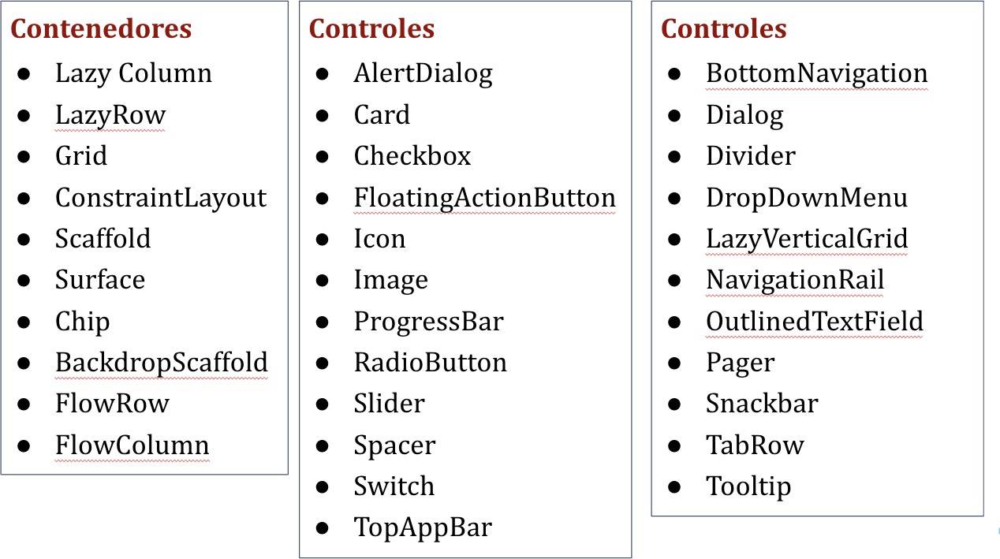 Contenedores
● Lazy Column
● LazyRow
● Grid
● ConstraintLayout
● Scaffold
● Surface
● Chip
● BackdropScaffold
● FlowRow
● FlowColumn
Controles
● AlertDialog
● Card
● Checkbox
● FloatingActionButton
● Icon
● Image
● ProgressBar
● RadioButton
● Slider
● Spacer
● Switch
● TopAppBar
Controles
● BottomNavigation
● Dialog
● Divider
● DropDownMenu
● LazyVerticalGrid
● NavigationRail
● OutlinedTextField
● Pager
● Snackbar
● TabRow
● Tooltip